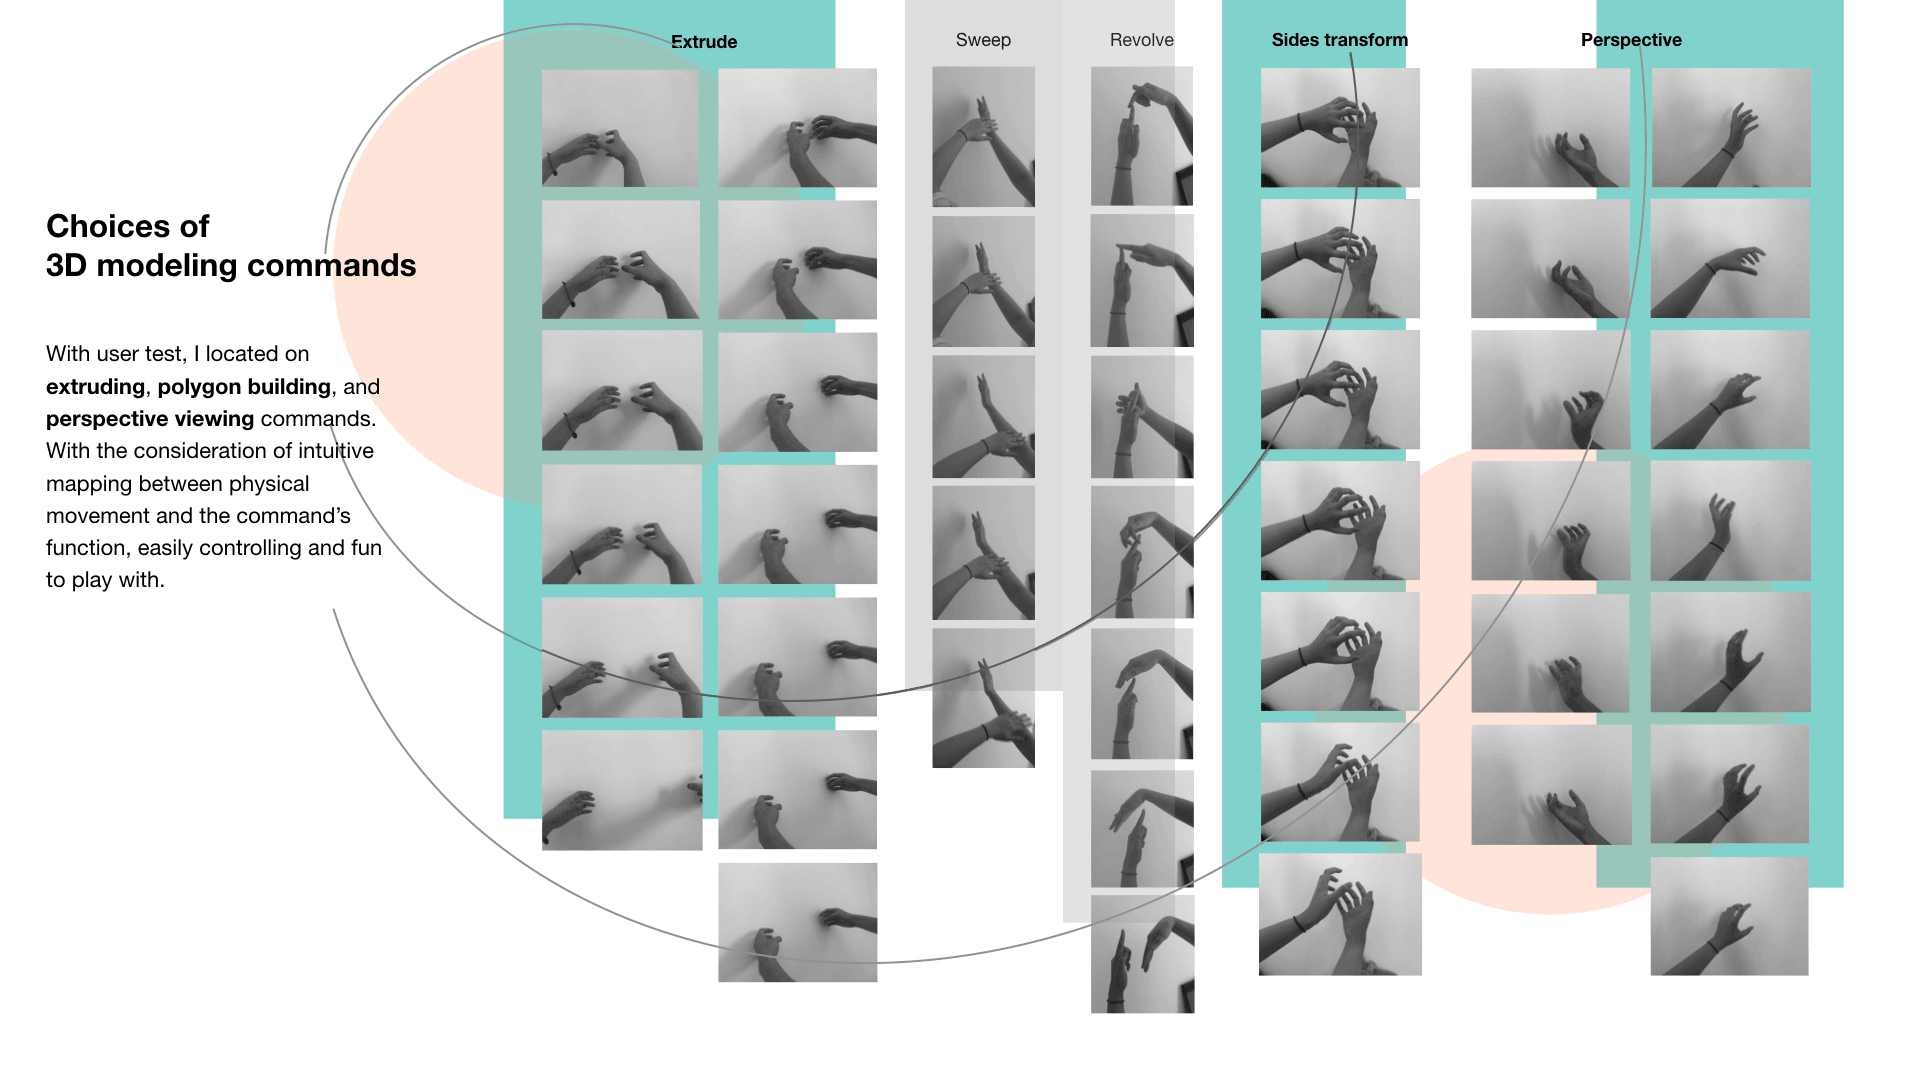 Extrude
Sweep
Revolve
Sides transform
Perspective
Choices of
3D modeling commands
With user test, I located on
extruding, polygon building, and
perspective viewing commands.
With the consideration of intuitive
mapping between physical
movement and the command’s
function, easily controlling and fun
to play with.